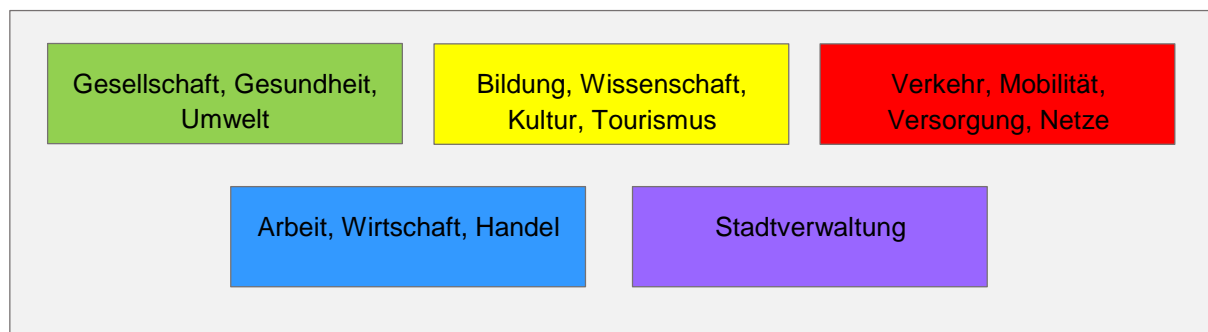 Gesellschaft, Gesundheit,
Umwelt
Bildung, Wissenschaft,
Kultur, Tourismus
Verkehr, Mobilität,
Versorgung, Netze
Arbeit, Wirtschaft, Handel
Stadtverwaltung